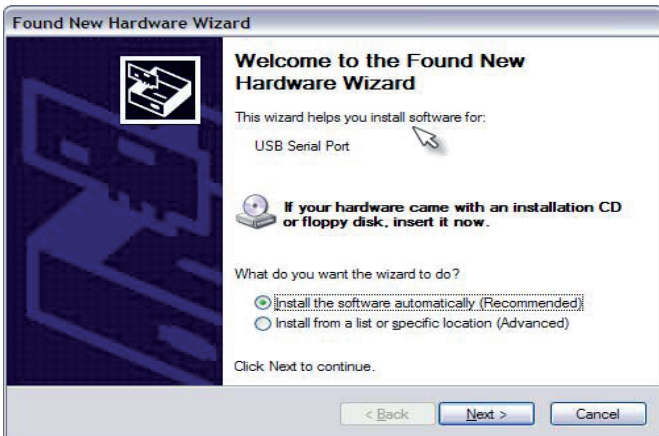 Found New Hardware Wizard
Welcome to the Found New
Hardware Wizard
This wizard helps you install software for:
USB Serial Port
If your hardware came with an installation CD
or floppy disk, insert it now.
What do you want the wizard to do?
Install the software automatically (Recommended)
Install from a list or specific location (Advanced)
Click Next to continue.
< Back Next > Cancel